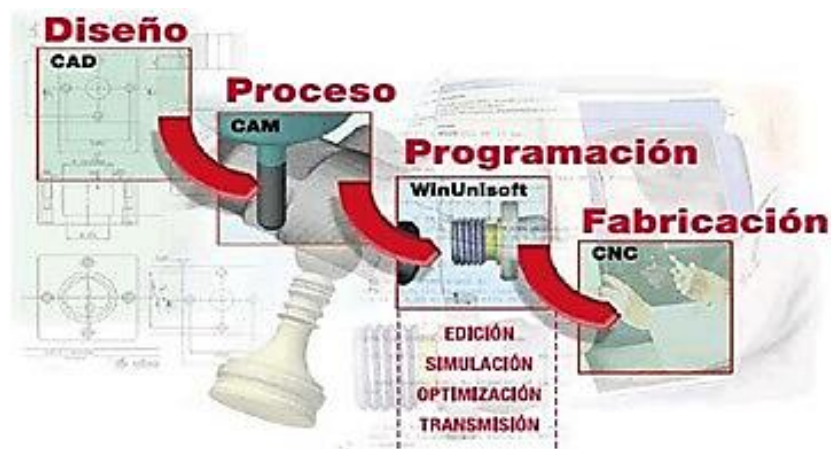 Diseño
CAD
Proceso
CAM
Programación
WinUnisoft
Fabricación
CNC
EDICIÓN
SIMULACIÓN
OPTIMIZACIÓN
TRANSMISIÓN